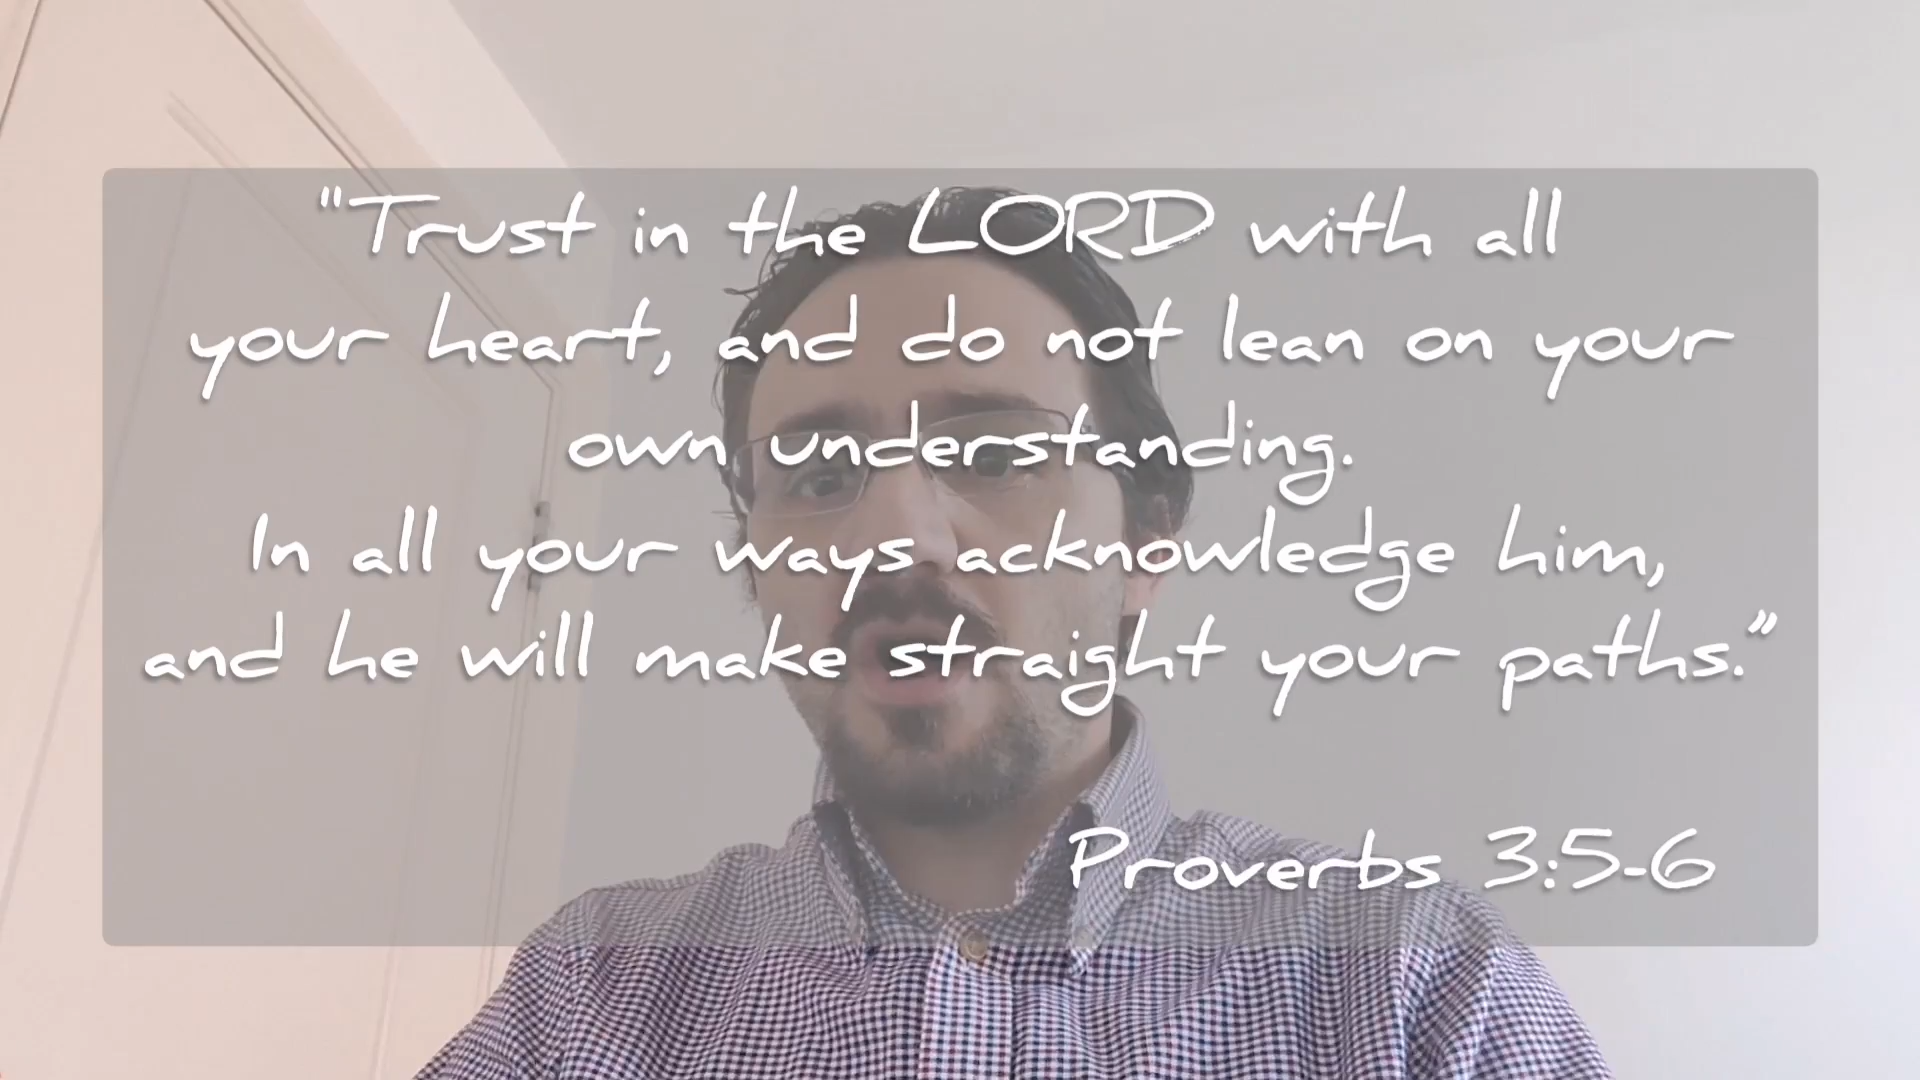 "Trust in the LORD with all
your heart, and do not lean on your
own understanding.
In all your ways acknowledge him,
and he will make straight your paths."
Proverbs 3:5-6